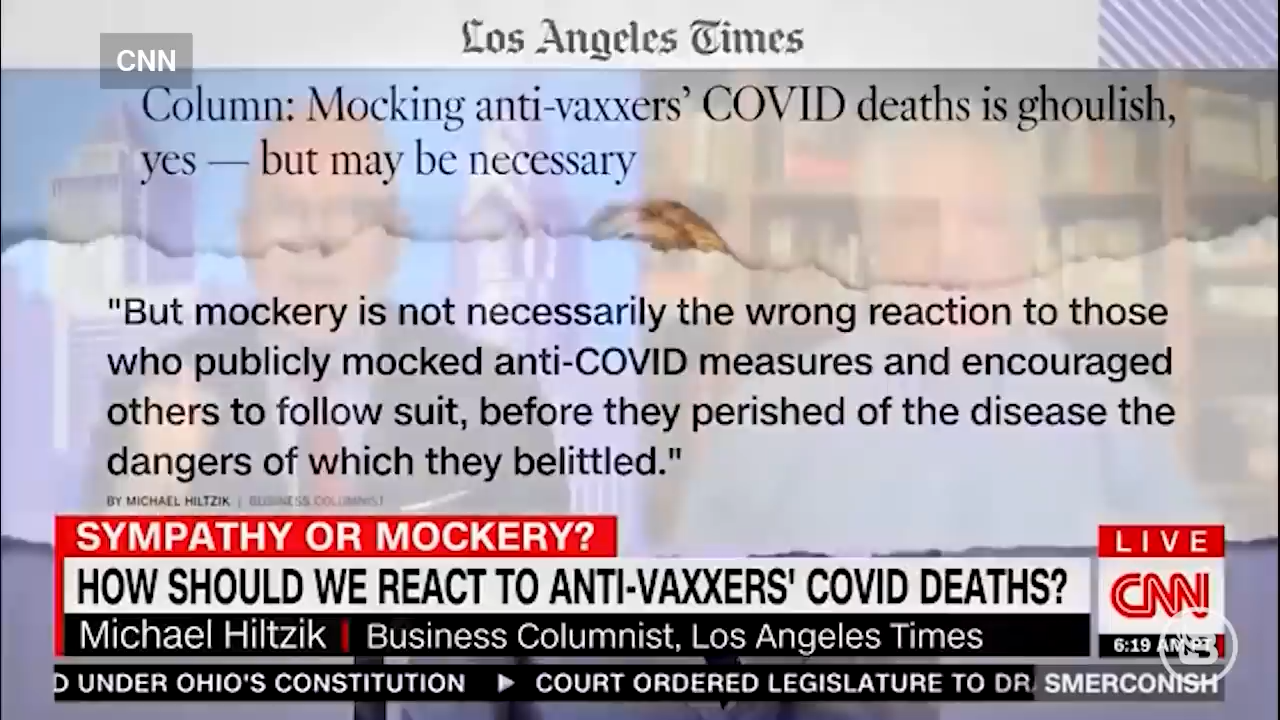 Los Angeles Times
CNN
Column: Mocking anti-vaxxers’ COVID deaths is ghoulish,
yes — but may be necessary
"But mockery is not necessarily the wrong reaction to those
who publicly mocked anti-COVID measures and encouraged
others to follow suit, before they perished of the disease the
dangers of which they belittled."
BY MICHAEL HILTZIK | BUSINESS COLUMNIST
SYMPATHY OR MOCKERY?
LIVE
HOW SHOULD WE REACT TO ANTI-VAXXERS' COVID DEATHS?
CNN
Michael Hiltzik | Business Columnist, Los Angeles Times
6:19 AM PT
D UNDER OHIO'S CONSTITUTION ▶ COURT ORDERED LEGISLATURE TO DR
SMERCONISH